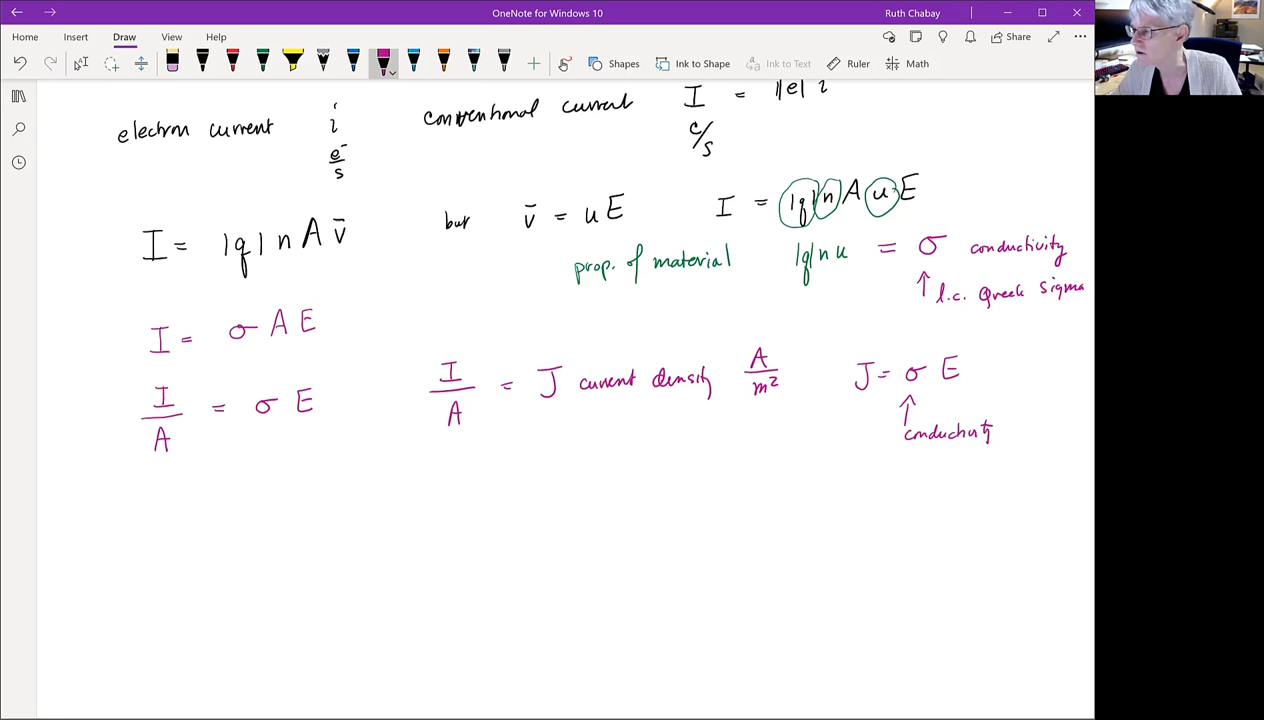 OneNote for Windows 10
Ruth Chabay
Home Insert Draw View Help
Share
Shapes Ink to Shape Ink to Text Ruler Math
electron current i
e⁻/s
conventional current I = |e| i
C/s
I = |q| n A v̄ but v̄ = u E I = |q| n A u E
prop. of material |q| n u = σ conductivity
↑ l.c. Greek sigma
I = σ A E
I/A = σ E
I/A = J current density A/m²
J = σ E
↑
conductivity